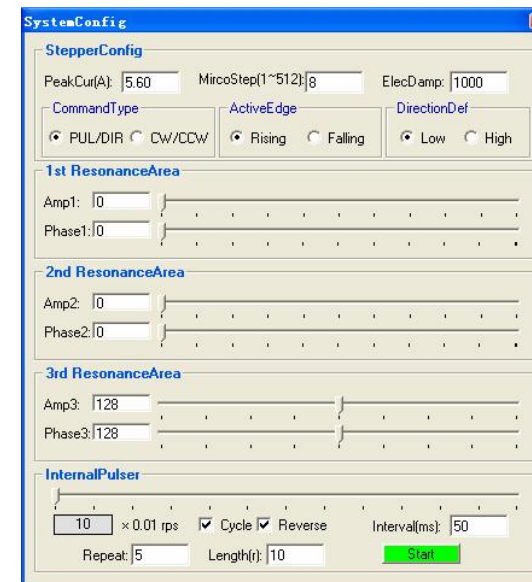 SystemConfig
StepperConfig
PeakCur(A): 5.60 MircoStep(1~512): 8 ElecDamp: 1000
CommandType ActiveEdge DirectionDef
PUL/DIR CW/CCW Rising Falling Low High
1st ResonanceArea
Amp1: 0
Phase1: 0
2nd ResonanceArea
Amp2: 0
Phase2: 0
3rd ResonanceArea
Amp3: 128
Phase3: 128
InternalPulser
10 × 0.01 rps Cycle Reverse Interval(ms): 50
Repeat: 5 Length(r): 10 Start